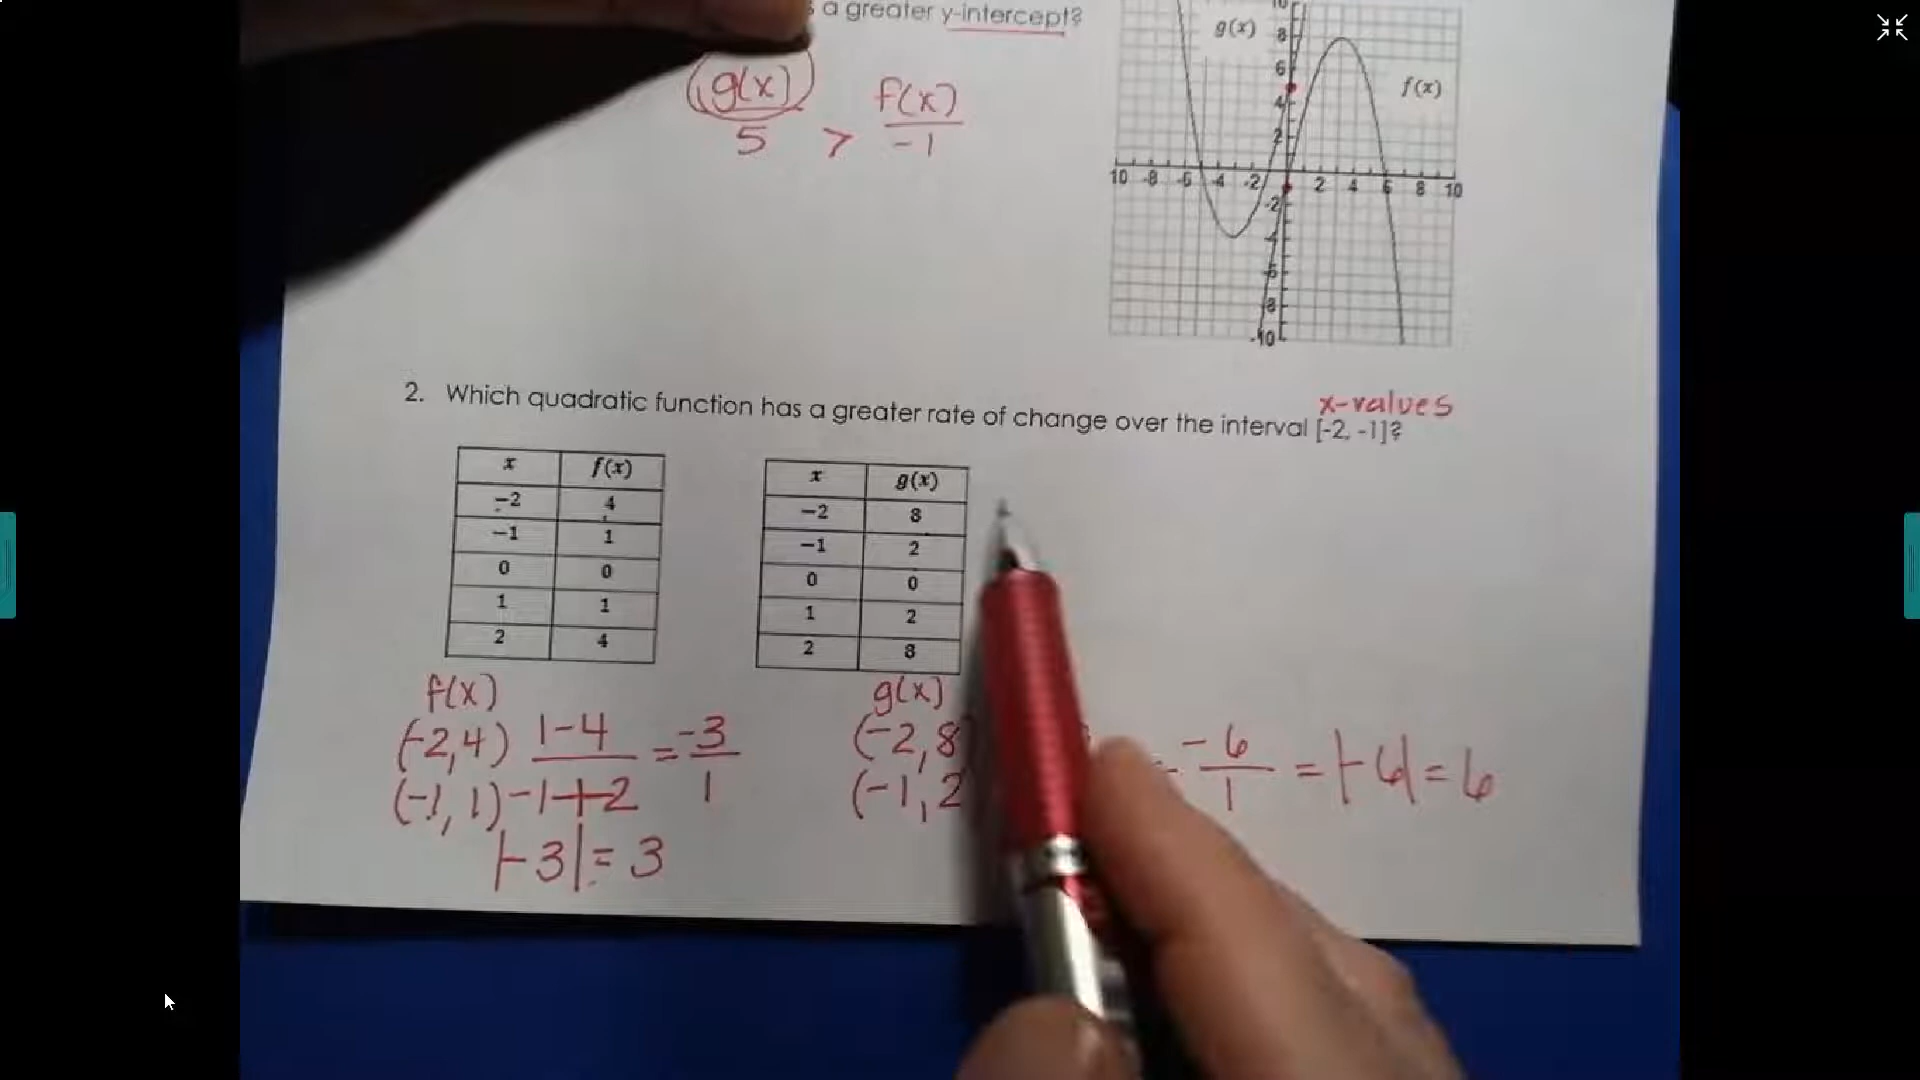 a greater y-intercept?
g(x) f(x)
5 > -1
g(x)
f(x)
10
8
6
4
2
10 -8 -6 -4 -2 2 4 6 8 10
-2
-4
-6
-8
-10
2. Which quadratic function has a greater rate of change over the interval [-2, -1]?
x-values
x f(x)
-2 4
-1 1
0 0
1 1
2 4
x g(x)
-2 8
-1 2
0 0
1 2
2 8
f(x)
(-2,4) 1-4 = -3
(-1,1) -1+2 1
|-3| = 3
g(x)
(-2,8 -6 = |-6| = 6
(-1,2 1